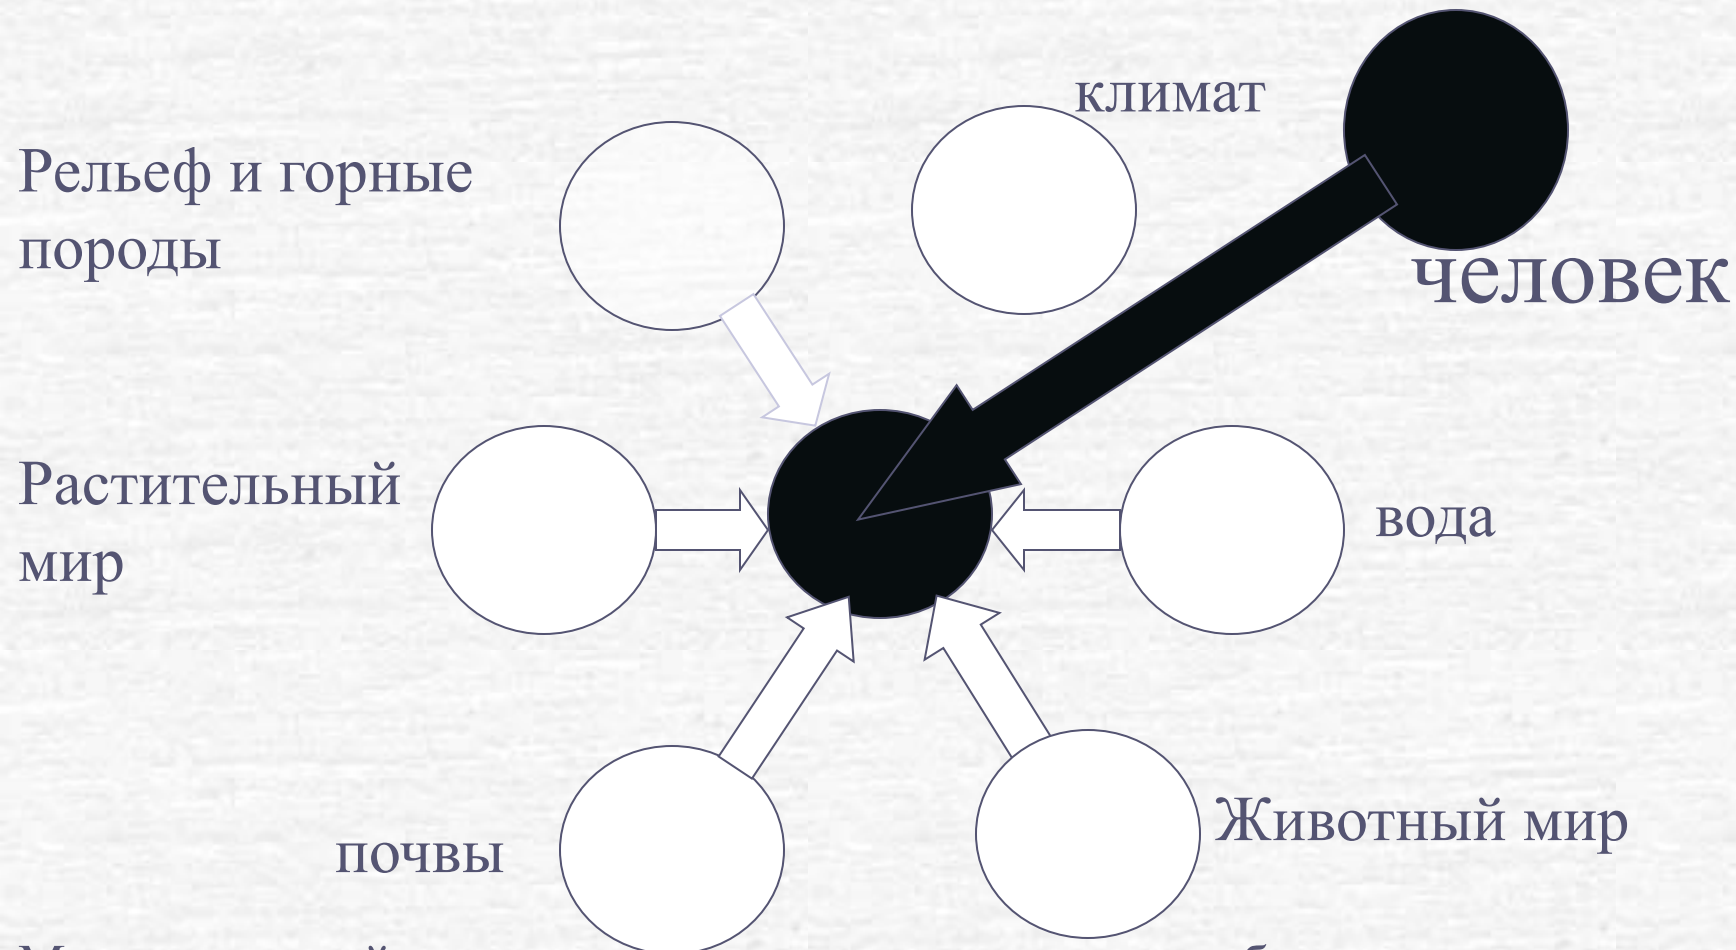 климат
Рельеф и горные
породы
человек
Растительный
мир
вода
Животный мир
почвы